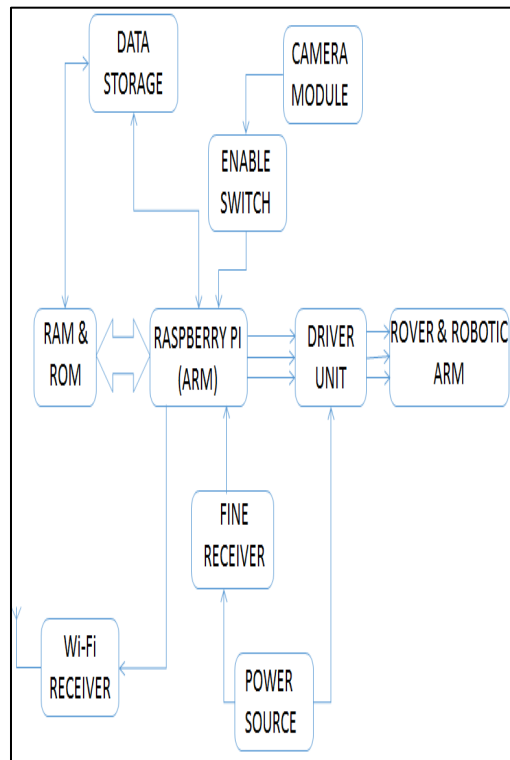 DATA
STORAGE
CAMERA
MODULE
ENABLE
SWITCH
RAM &
ROM
RASPBERRY PI
(ARM)
DRIVER
UNIT
ROVER & ROBOTIC
ARM
FINE
RECEIVER
Wi-Fi
RECEIVER
POWER
SOURCE